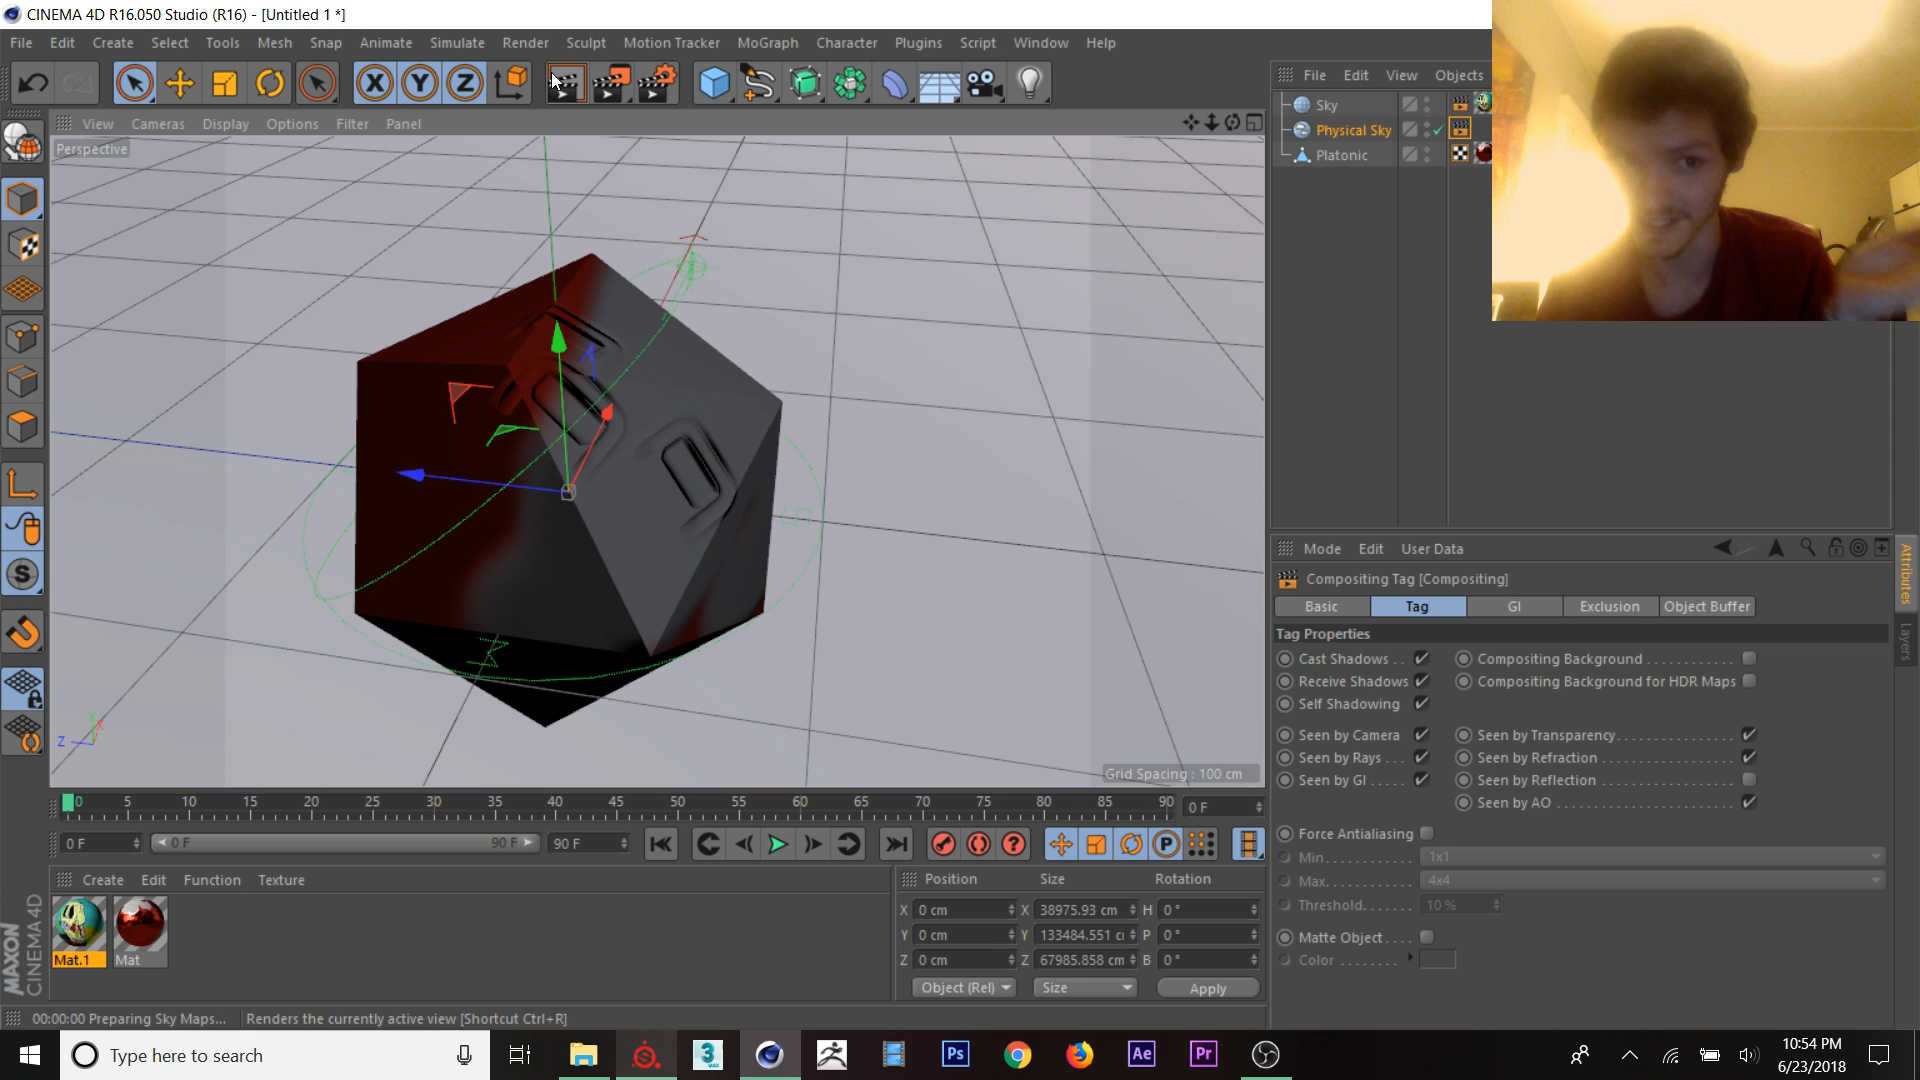 CINEMA 4D R16.050 Studio (R16) - [Untitled 1 *]
File Edit Create Select Tools Mesh Snap Animate Simulate Render Sculpt Motion Tracker MoGraph Character Plugins Script Window Help
X Y Z
File Edit View Objects
View Cameras Display Options Filter Panel
Perspective
Sky
Physical Sky
Platonic
Grid Spacing : 100 cm
Z Y X
S
0 5 10 15 20 25 30 35 40 45 50 55 60 65 70 75 80 85 90
0 F
0 F 0 F 90 F 90 F
P
Mode Edit User Data
Compositing Tag [Compositing]
Basic Tag GI Exclusion Object Buffer
Tag Properties
Cast Shadows . . Compositing Background . . . . . . . . . . .
Receive Shadows Compositing Background for HDR Maps
Self Shadowing
Seen by Camera Seen by Transparency. . . . . . . . . . . . . .
Seen by Rays . . . Seen by Refraction . . . . . . . . . . . . . . . .
Seen by GI . . . . . Seen by Reflection . . . . . . . . . . . . . . . .
Seen by AO . . . . . . . . . . . . . . . . . . . . .
Force Antialiasing
Min. . . . . . . . . . . 1x1
Max. . . . . . . . . . . 4x4
Threshold. . . . . . 10 %
Matte Object . . . .
Color . . . . . . . .
Attributes
Layers
Create Edit Function Texture
Mat.1 Mat
MAXON
CINEMA 4D
Position Size Rotation
X 0 cm X 38975.93 cm H 0 °
Y 0 cm Y 133484.551 c P 0 °
Z 0 cm Z 67985.858 cm B 0 °
Object (Rel) Size Apply
00:00:00 Preparing Sky Maps... Renders the currently active view [Shortcut Ctrl+R]
Type here to search
3 MAX Ps Ae Pr
10:54 PM
6/23/2018